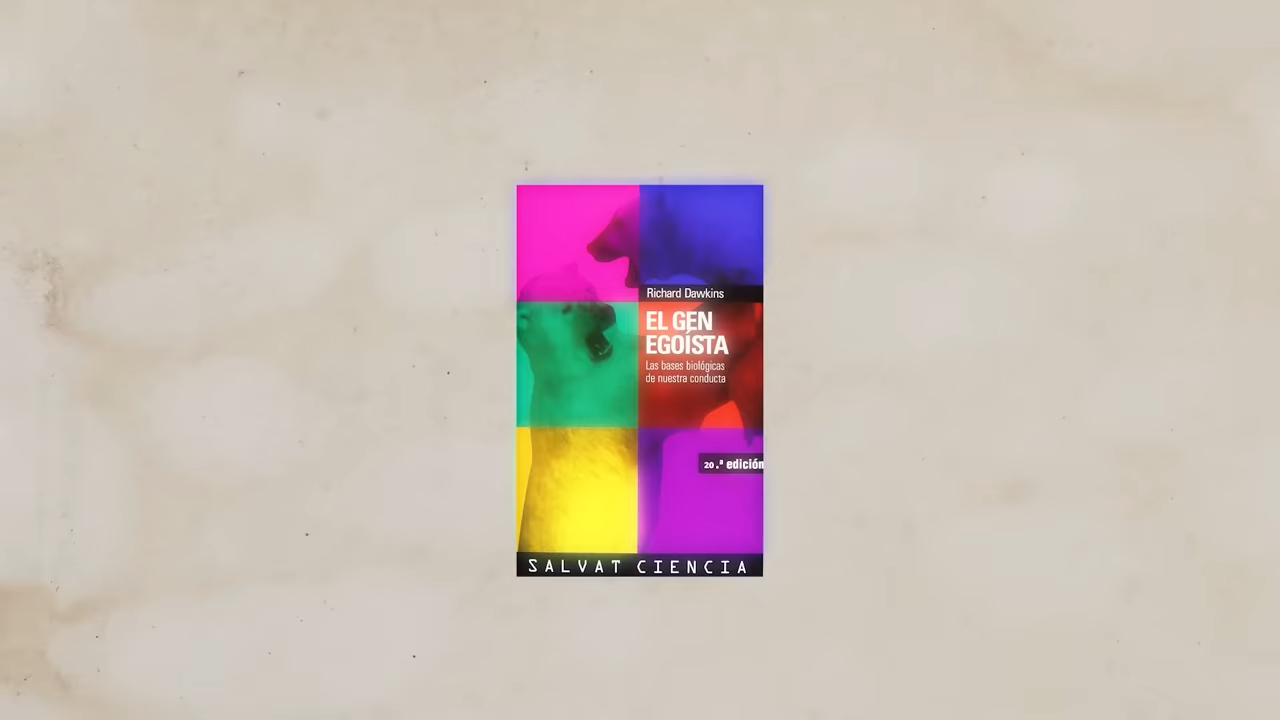 Richard Dawkins
EL GEN
EGOÍSTA
Las bases biológicas
de nuestra conducta
20.ª edición
SALVAT CIENCIA